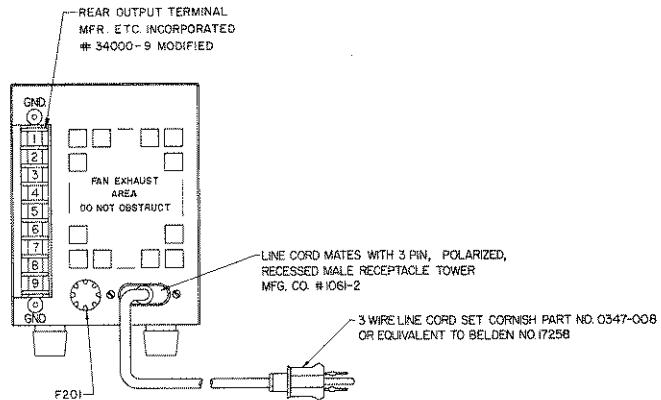 REAR OUTPUT TERMINAL
MFR. ETC. INCORPORATED
# 34000-9 MODIFIED
GND.
1
2
3
4
5
6
7
8
9
GND
FAN EXHAUST
AREA
DO NOT OBSTRUCT
LINE CORD MATES WITH 3 PIN, POLARIZED,
RECESSED MALE RECEPTACLE TOWER
MFG. CO. #1061-2
3 WIRE LINE CORD SET CORNISH PART NO. 0347-008
OR EQUIVALENT TO BELDEN NO. 17258
F201